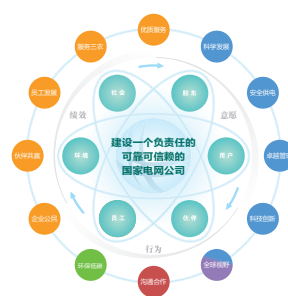 优质服务
服务三农
科学发展
员工发展
安全供电
社会
股东
绩效
意愿
建设一个负责任的
可靠可信赖的
国家电网公司
伙伴共赢
环境
用户
卓越管理
员工
伙伴
企业公民
科技创新
行为
环保低碳
全球视野
沟通合作